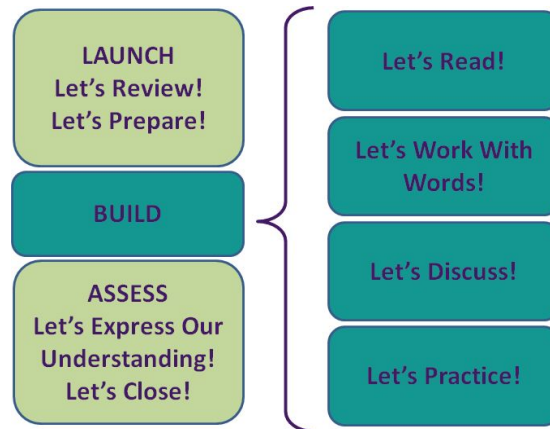 LAUNCH
Let’s Review!
Let’s Prepare!
BUILD
ASSESS
Let’s Express Our
Understanding!
Let’s Close!
Let’s Read!
Let’s Work With
Words!
Let’s Discuss!
Let’s Practice!